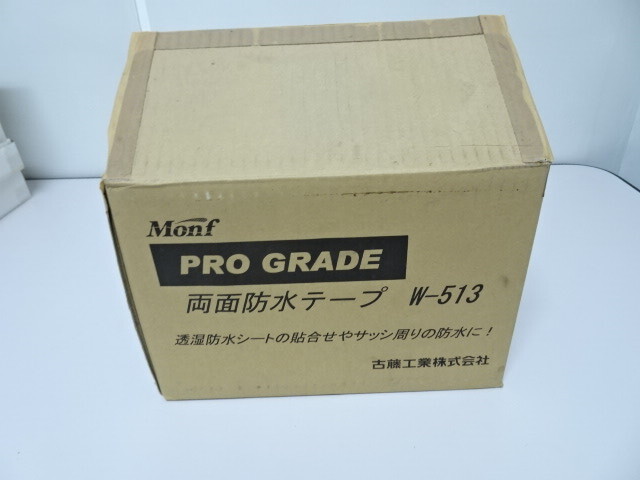 Monf
PRO GRADE
両面防水テープ W-513
透湿防水シートの貼合せやサッシ周りの防水に!
古藤工業株式会社